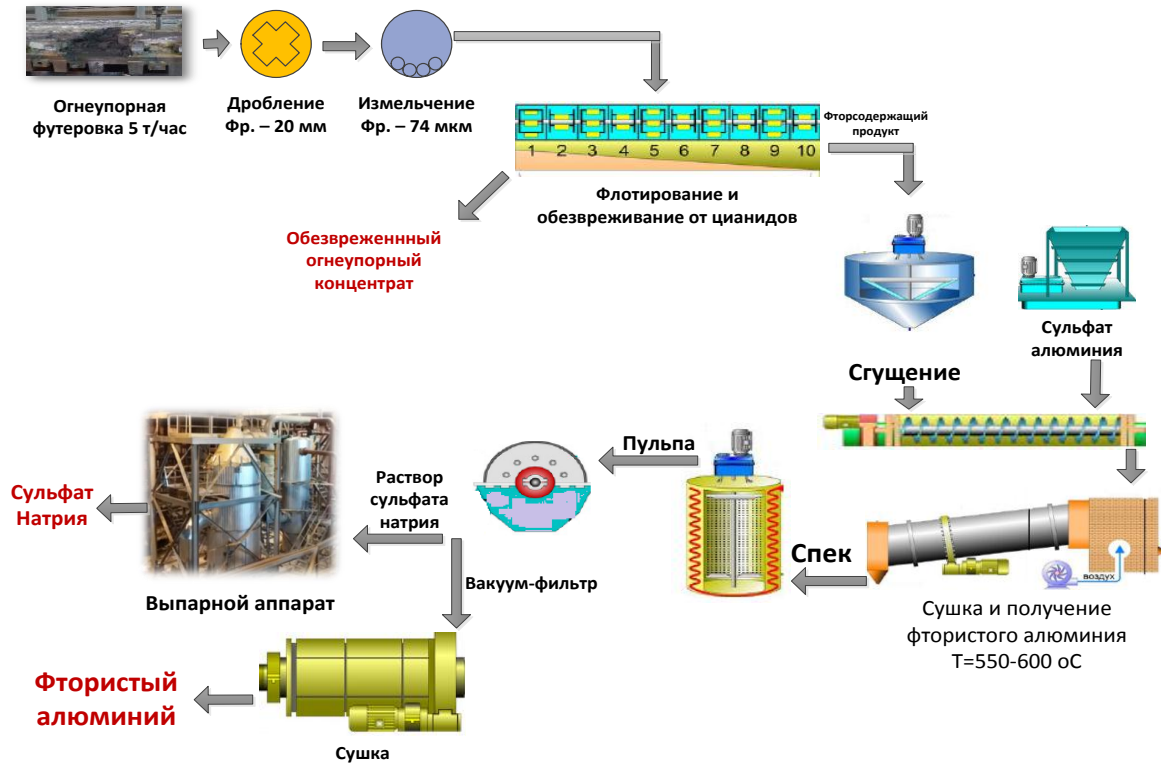 Огнеупорная
футеровка 5 т/час
Дробление
Фр. – 20 мм
Измельчение
Фр. – 74 мкм
1 2 3 4 5 6 7 8 9 10
Фторсодержащий
продукт
Флотирование и
обезвреживание от цианидов
Обезвреженнный
огнеупорный
концентрат
Сульфат
алюминия
Сгущение
воздух
Сушка и получение
фтористого алюминия
Т=550-600 оС
Спек
Пульпа
Вакуум-фильтр
Раствор
сульфата
натрия
Выпарной аппарат
Сульфат
Натрия
Сушка
Фтористый
алюминий